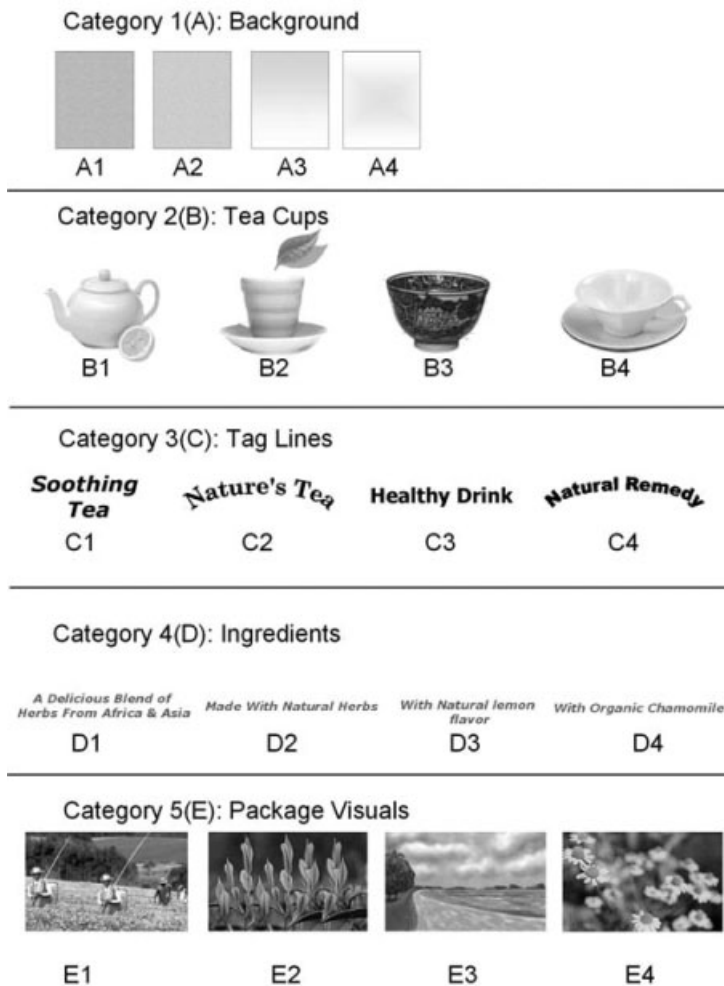 Category 1(A): Background
A1 A2 A3 A4
Category 2(B): Tea Cups
B1 B2 B3 B4
Category 3(C): Tag Lines
Soothing
Tea
Nature's Tea
Healthy Drink
Natural Remedy
C1 C2 C3 C4
Category 4(D): Ingredients
A Delicious Blend of
Herbs From Africa & Asia
Made With Natural Herbs
With Natural lemon
flavor
With Organic Chamomile
D1 D2 D3 D4
Category 5(E): Package Visuals
E1 E2 E3 E4